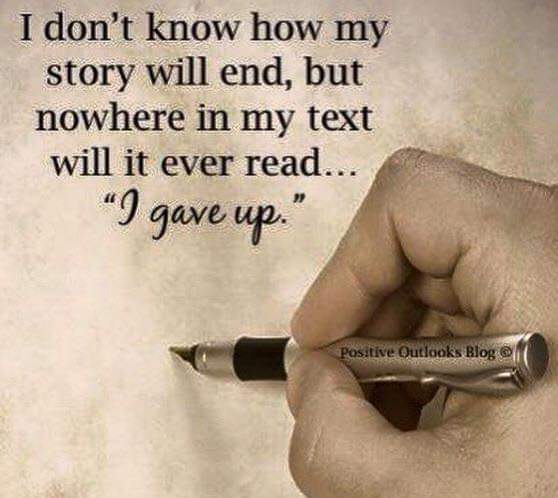 I don't know how my
story will end, but
nowhere in my text
will it ever read...
"I gave up."
Positive Outlooks Blog ©